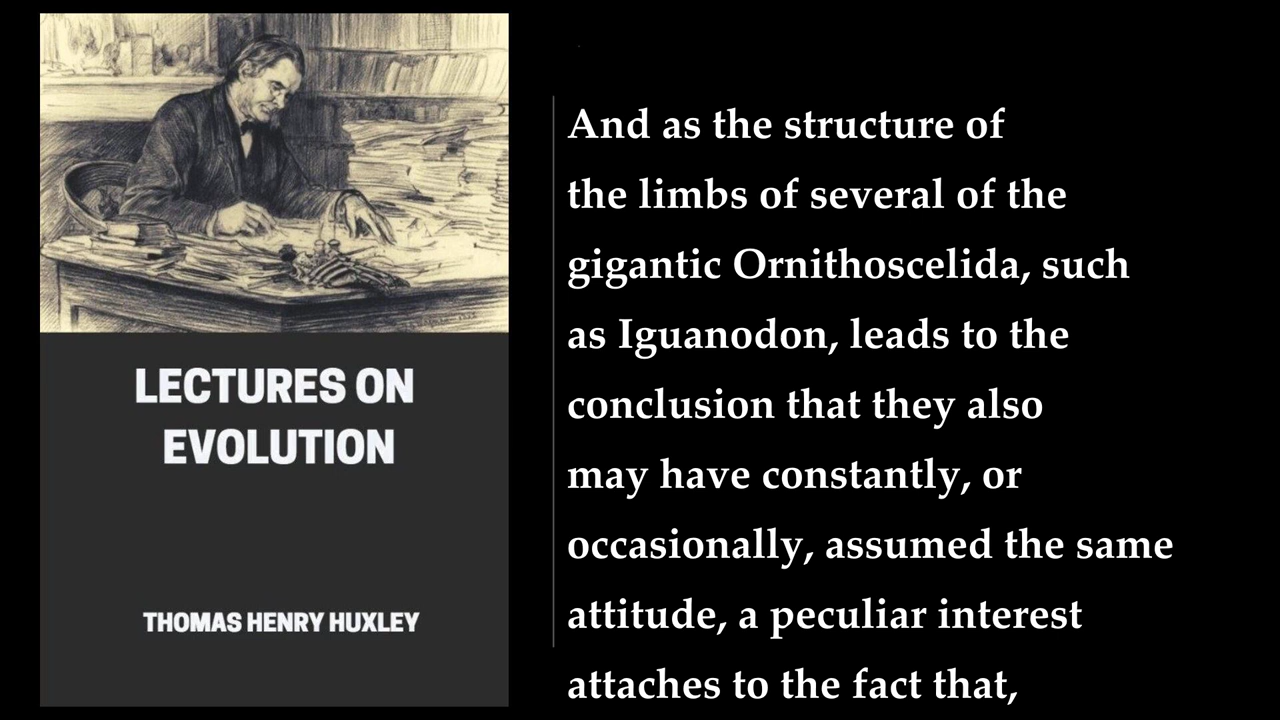 LECTURES ON
EVOLUTION
THOMAS HENRY HUXLEY
And as the structure of
the limbs of several of the
gigantic Ornithoscelida, such
as Iguanodon, leads to the
conclusion that they also
may have constantly, or
occasionally, assumed the same
attitude, a peculiar interest
attaches to the fact that,